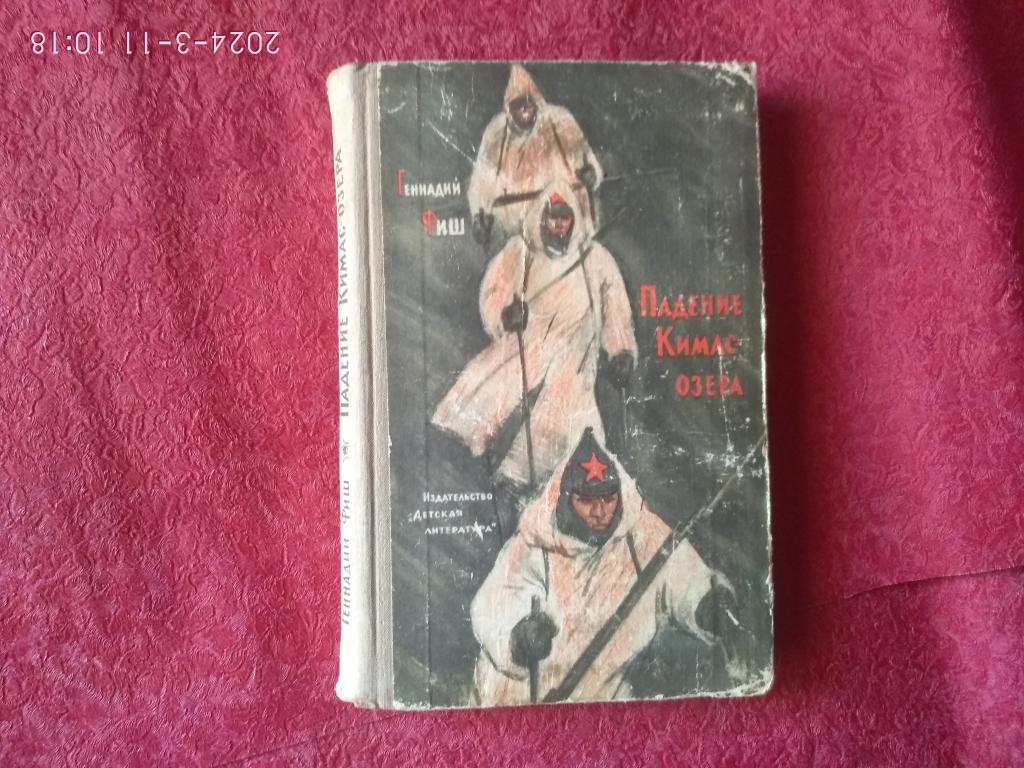 2024-3-11 10:18
Геннадий
Фиш
Падение
Кимас-
озера
Издательство
„Детская
литература"
Геннадий Фиш ★ Падение Кимас-озера